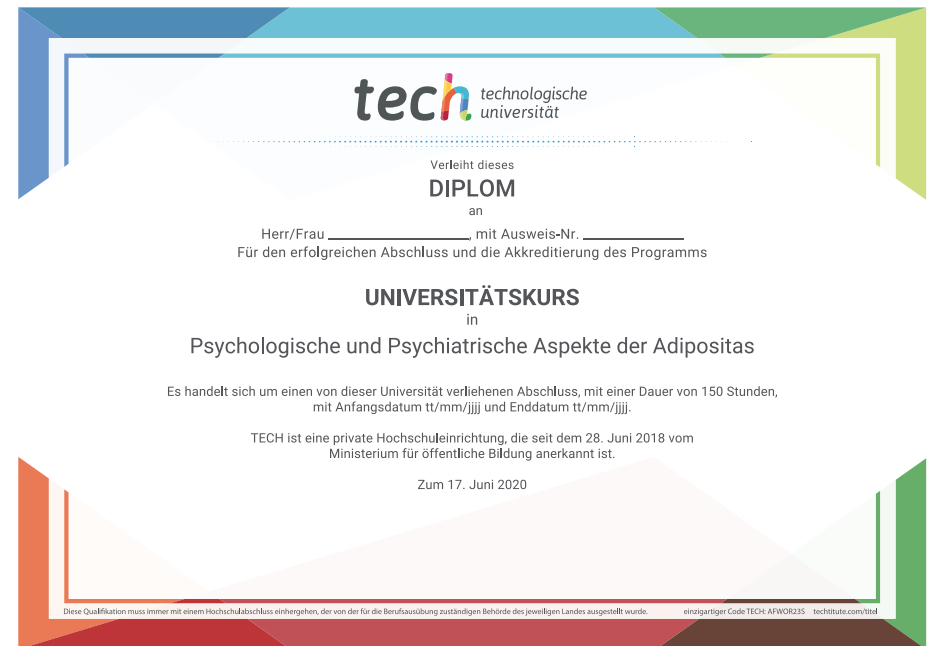 tech technologische
universität
Verleiht dieses
DIPLOM
an
Herr/Frau ____________, mit Ausweis-Nr. ____________
Für den erfolgreichen Abschluss und die Akkreditierung des Programms
UNIVERSITÄTSKURS
in
Psychologische und Psychiatrische Aspekte der Adipositas
Es handelt sich um einen von dieser Universität verliehenen Abschluss, mit einer Dauer von 150 Stunden,
mit Anfangsdatum tt/mm/jjjj und Enddatum tt/mm/jjjj.
TECH ist eine private Hochschuleinrichtung, die seit dem 28. Juni 2018 vom
Ministerium für öffentliche Bildung anerkannt ist.
Zum 17. Juni 2020
Diese Qualifikation muss immer mit einem Hochschulabschluss einhergehen, der von der für die Berufsausübung zuständigen Behörde des jeweiligen Landes ausgestellt wurde. einzigartiger Code TECH: AFWOR23S techtitute.com/titel